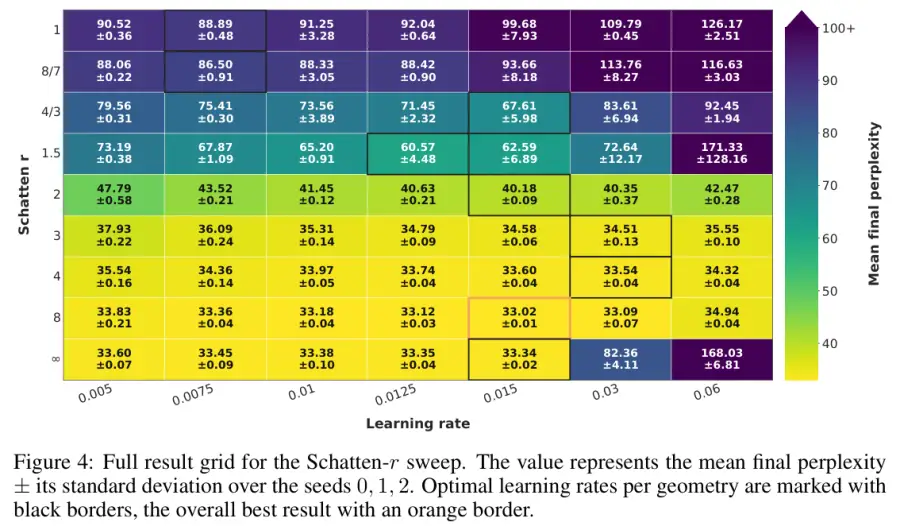 90.52 88.89 91.25 92.04 99.68 109.79 126.17
1 ±0.36 ±0.48 ±3.28 ±0.64 ±7.93 ±0.45 ±2.51
88.06 86.50 88.33 88.42 93.66 113.76 116.63
8/7 ±0.22 ±0.91 ±3.05 ±0.90 ±8.18 ±8.27 ±3.03
79.56 75.41 73.56 71.45 67.61 83.61 92.45
4/3 ±0.31 ±0.30 ±3.89 ±2.32 ±5.98 ±6.94 ±1.94
73.19 67.87 65.20 60.57 62.59 72.64 171.33
1.5 ±0.38 ±1.09 ±0.91 ±4.48 ±6.89 ±12.17 ±128.16
47.79 43.52 41.45 40.63 40.18 40.35 42.47
2 ±0.58 ±0.21 ±0.12 ±0.21 ±0.09 ±0.37 ±0.28
37.93 36.09 35.31 34.79 34.58 34.51 35.55
3 ±0.22 ±0.24 ±0.14 ±0.09 ±0.06 ±0.13 ±0.10
35.54 34.36 33.97 33.74 33.60 33.54 34.32
4 ±0.16 ±0.14 ±0.05 ±0.04 ±0.04 ±0.04 ±0.04
33.83 33.36 33.18 33.12 33.02 33.09 34.94
8 ±0.21 ±0.04 ±0.04 ±0.03 ±0.01 ±0.07 ±0.04
33.60 33.45 33.38 33.35 33.34 82.36 168.03
∞ ±0.07 ±0.09 ±0.10 ±0.04 ±0.02 ±4.11 ±6.81
Schatten r
0.005 0.0075 0.01 0.0125 0.015 0.03 0.06
Learning rate
100+
90
80
70
60
50
40
Mean final perplexity
Figure 4: Full result grid for the Schatten-r sweep. The value represents the mean final perplexity
± its standard deviation over the seeds 0, 1, 2. Optimal learning rates per geometry are marked with
black borders, the overall best result with an orange border.